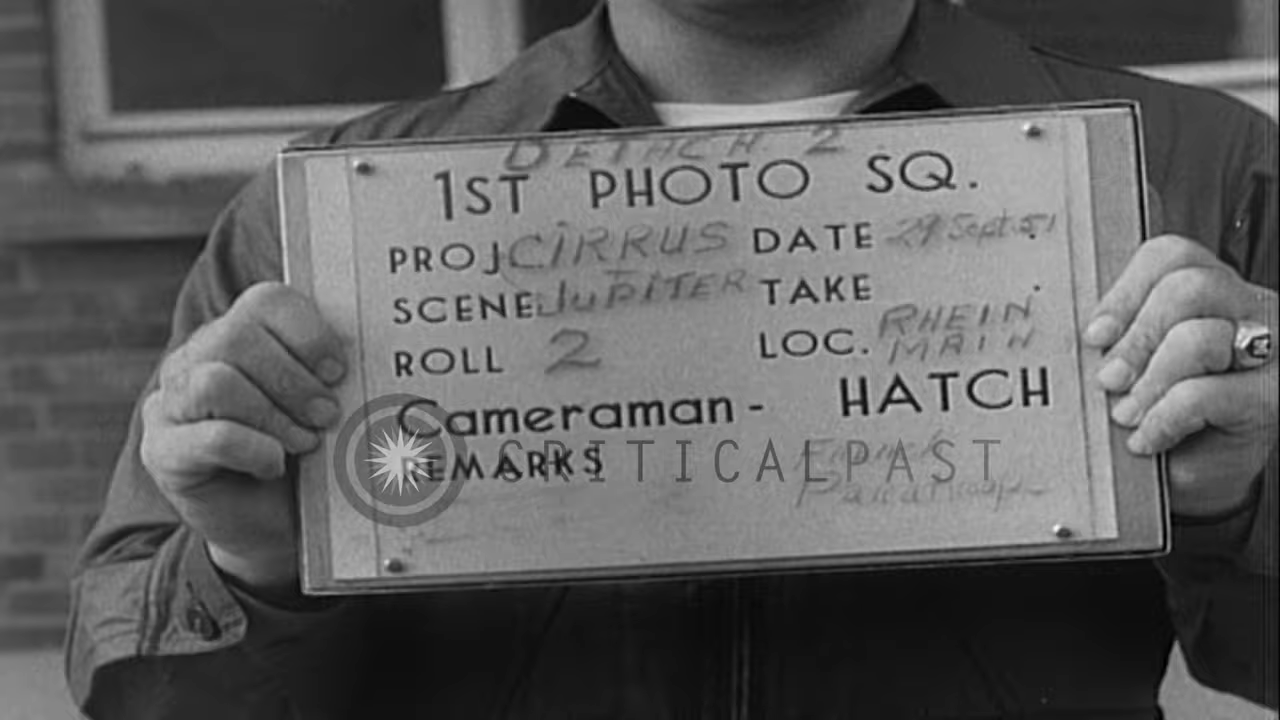 DETACH 2
1ST PHOTO SQ.
PROJ CIRRUS DATE 29 Sept 51
SCENE JUPITER TAKE
ROLL 2 LOC. RHEIN MAIN
Cameraman - HATCH
REMARKS
CRITICALPAST